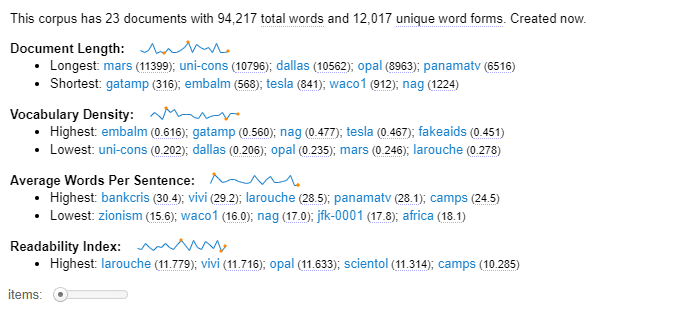 This corpus has 23 documents with 94,217 total words and 12,017 unique word forms. Created now.
Document Length:
• Longest: mars (11399); uni-cons (10796); dallas (10562); opal (8963); panamatv (6516)
• Shortest: gatamp (316); embalm (568); tesla (841); waco1 (912); nag (1224)
Vocabulary Density:
• Highest: embalm (0.616); gatamp (0.560); nag (0.477); tesla (0.467); fakeaids (0.451)
• Lowest: uni-cons (0.202); dallas (0.206); opal (0.235); mars (0.246); larouche (0.278)
Average Words Per Sentence:
• Highest: bankcris (30.4); vivi (29.2); larouche (28.5); panamatv (28.1); camps (24.5)
• Lowest: zionism (15.6); waco1 (16.0); nag (17.0); jfk-0001 (17.8); africa (18.1)
Readability Index:
• Highest: larouche (11.779); vivi (11.716); opal (11.633); scientol (11.314); camps (10.285)
items: